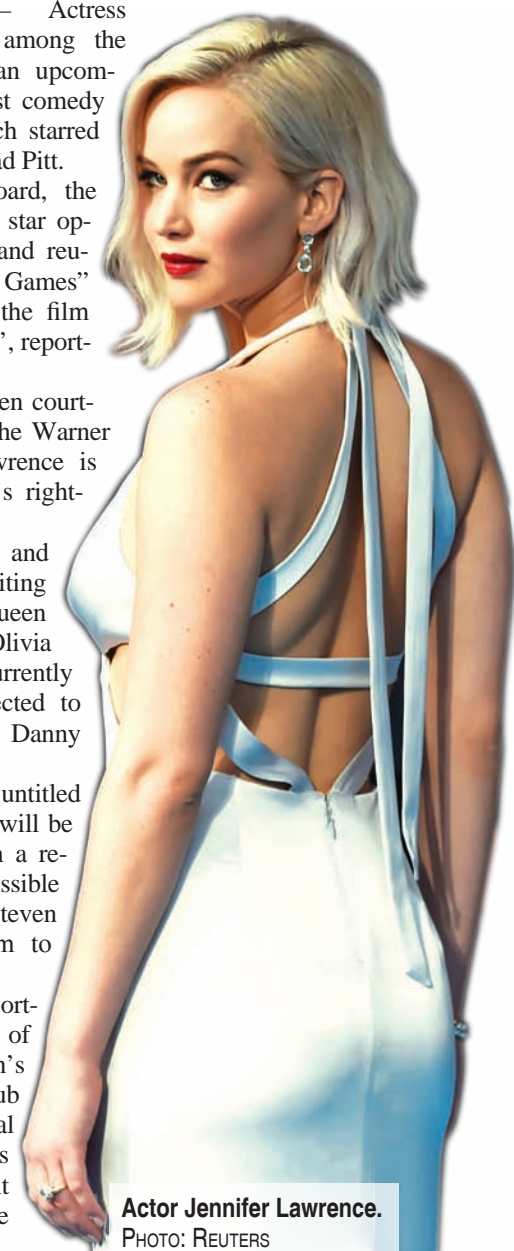 – Actress
among the
an upcom-
st comedy
ch starred
ad Pitt.
oard, the
star op-
and reu-
Games”
the film
”, report-
en court-
he Warner
wrence is
’s right-
and
iting
ueen
Olivia
urrently
cted to
Danny
untitled
will be
n a re-
ssible
teven
m to
ort-
of
n’s
ub
al
s
t
e
Actor Jennifer Lawrence.
PHOTO: REUTERS